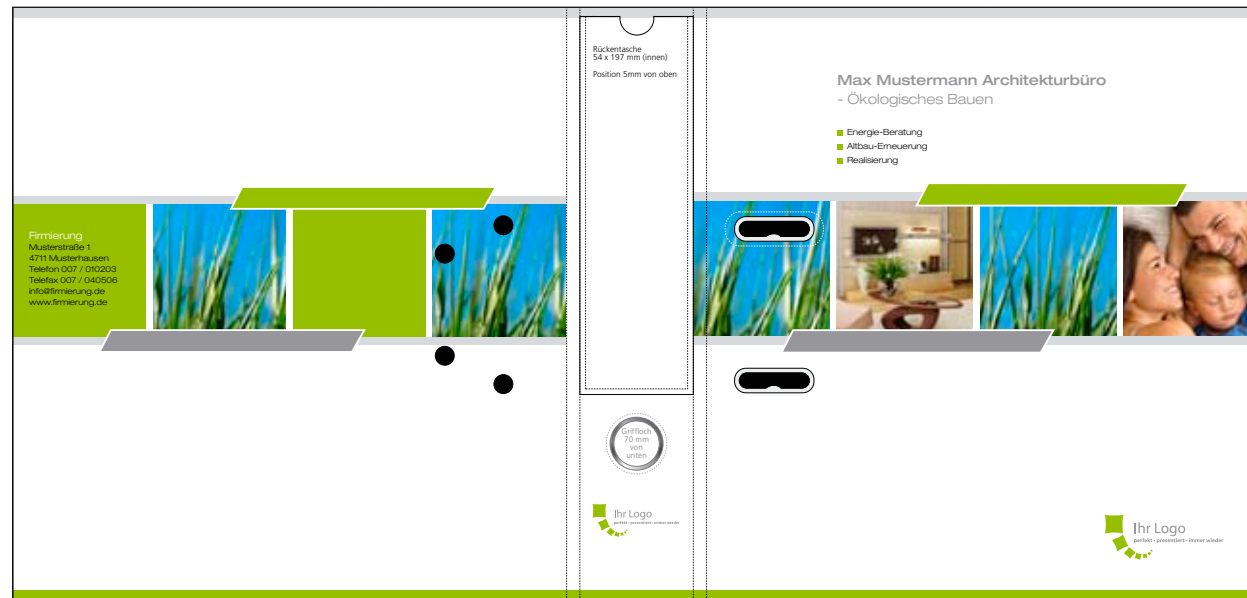 Firmierung
Musterstraße 1
4711 Musterhausen
Telefon 007 / 010203
Telefax 007 / 040506
info@firmierung.de
www.firmierung.de
Rückentasche
54 x 197 mm (innen)
Position 5mm von oben
Griffloch
70 mm
von
unten
Ihr Logo
perfekt • presentiert • immer wieder
Max Mustermann Architekturbüro
- Ökologisches Bauen
Energie-Beratung
Altbau-Erneuerung
Realisierung
Ihr Logo
perfekt • presentiert • immer wieder